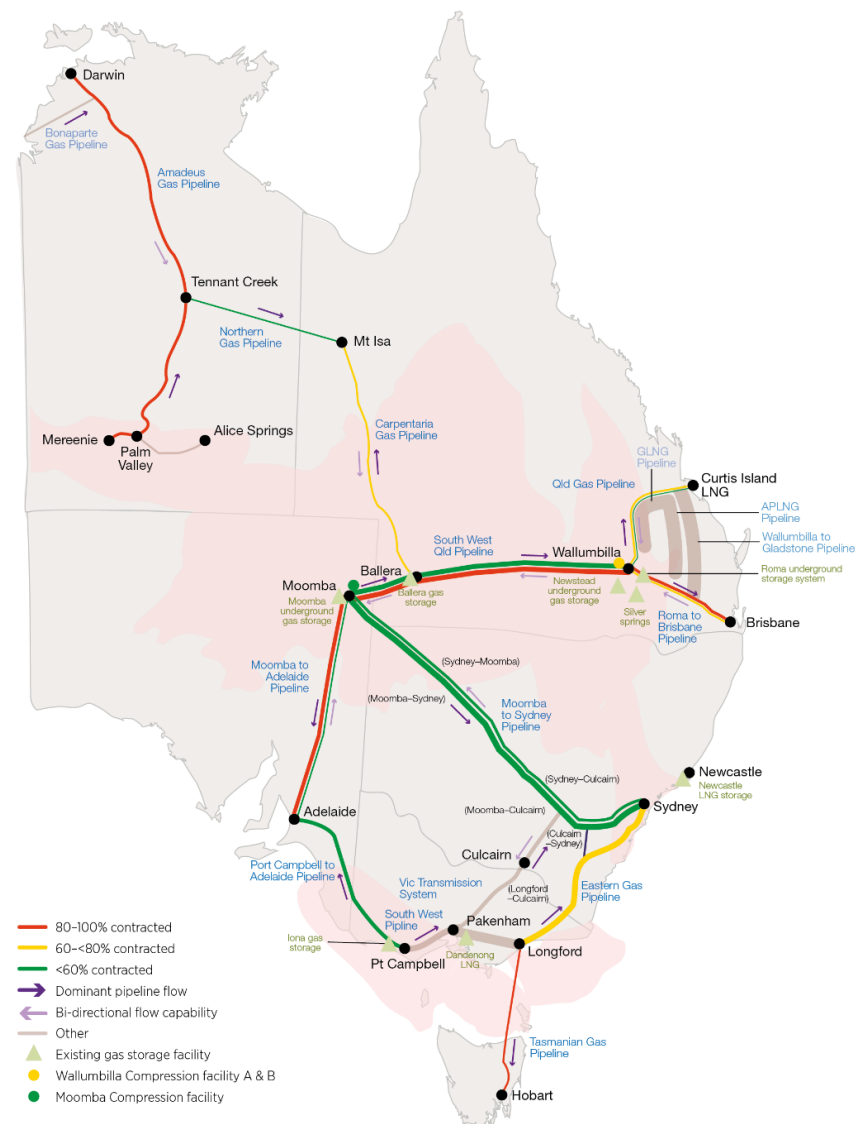 Darwin
Bonaparte
Gas Pipeline
Amadeus
Gas Pipeline
Tennant Creek
Northern
Gas Pipeline
Mt Isa
Carpentaria
Gas Pipeline
Mereenie
Palm
Valley
Alice Springs
GLNG
Pipeline
Qld Gas Pipeline
Curtis Island
LNG
APLNG
Pipeline
Wallumbilla to
Gladstone Pipeline
South West
Qld Pipeline
Wallumbilla
Roma underground
storage system
Ballera
Ballera gas
storage
Newstead underground
gas storage
Silver
springs
Roma to
Brisbane
Pipeline
Brisbane
Moomba
Moomba
underground
gas storage
Moomba to
Adelaide
Pipeline
(Sydney–Moomba)
(Moomba–Sydney)
Moomba
to Sydney
Pipeline
(Sydney–Culcairn)
Newcastle
Newcastle
LNG storage
Sydney
(Moomba–Culcairn)
(Culcairn
–Sydney)
Adelaide
Culcairn
Port Campbell to
Adelaide Pipeline
Vic Transmission
System
(Longford
–Culcairn)
Eastern Gas
Pipeline
South West
Pipline
Pakenham
Iona gas
storage
Pt Campbell
Dandenong
LNG
Longford
Tasmanian Gas
Pipeline
Hobart
80–100% contracted
60–<80% contracted
<60% contracted
Dominant pipeline flow
Bi-directional flow capability
Other
Existing gas storage facility
Wallumbilla Compression facility A & B
Moomba Compression facility